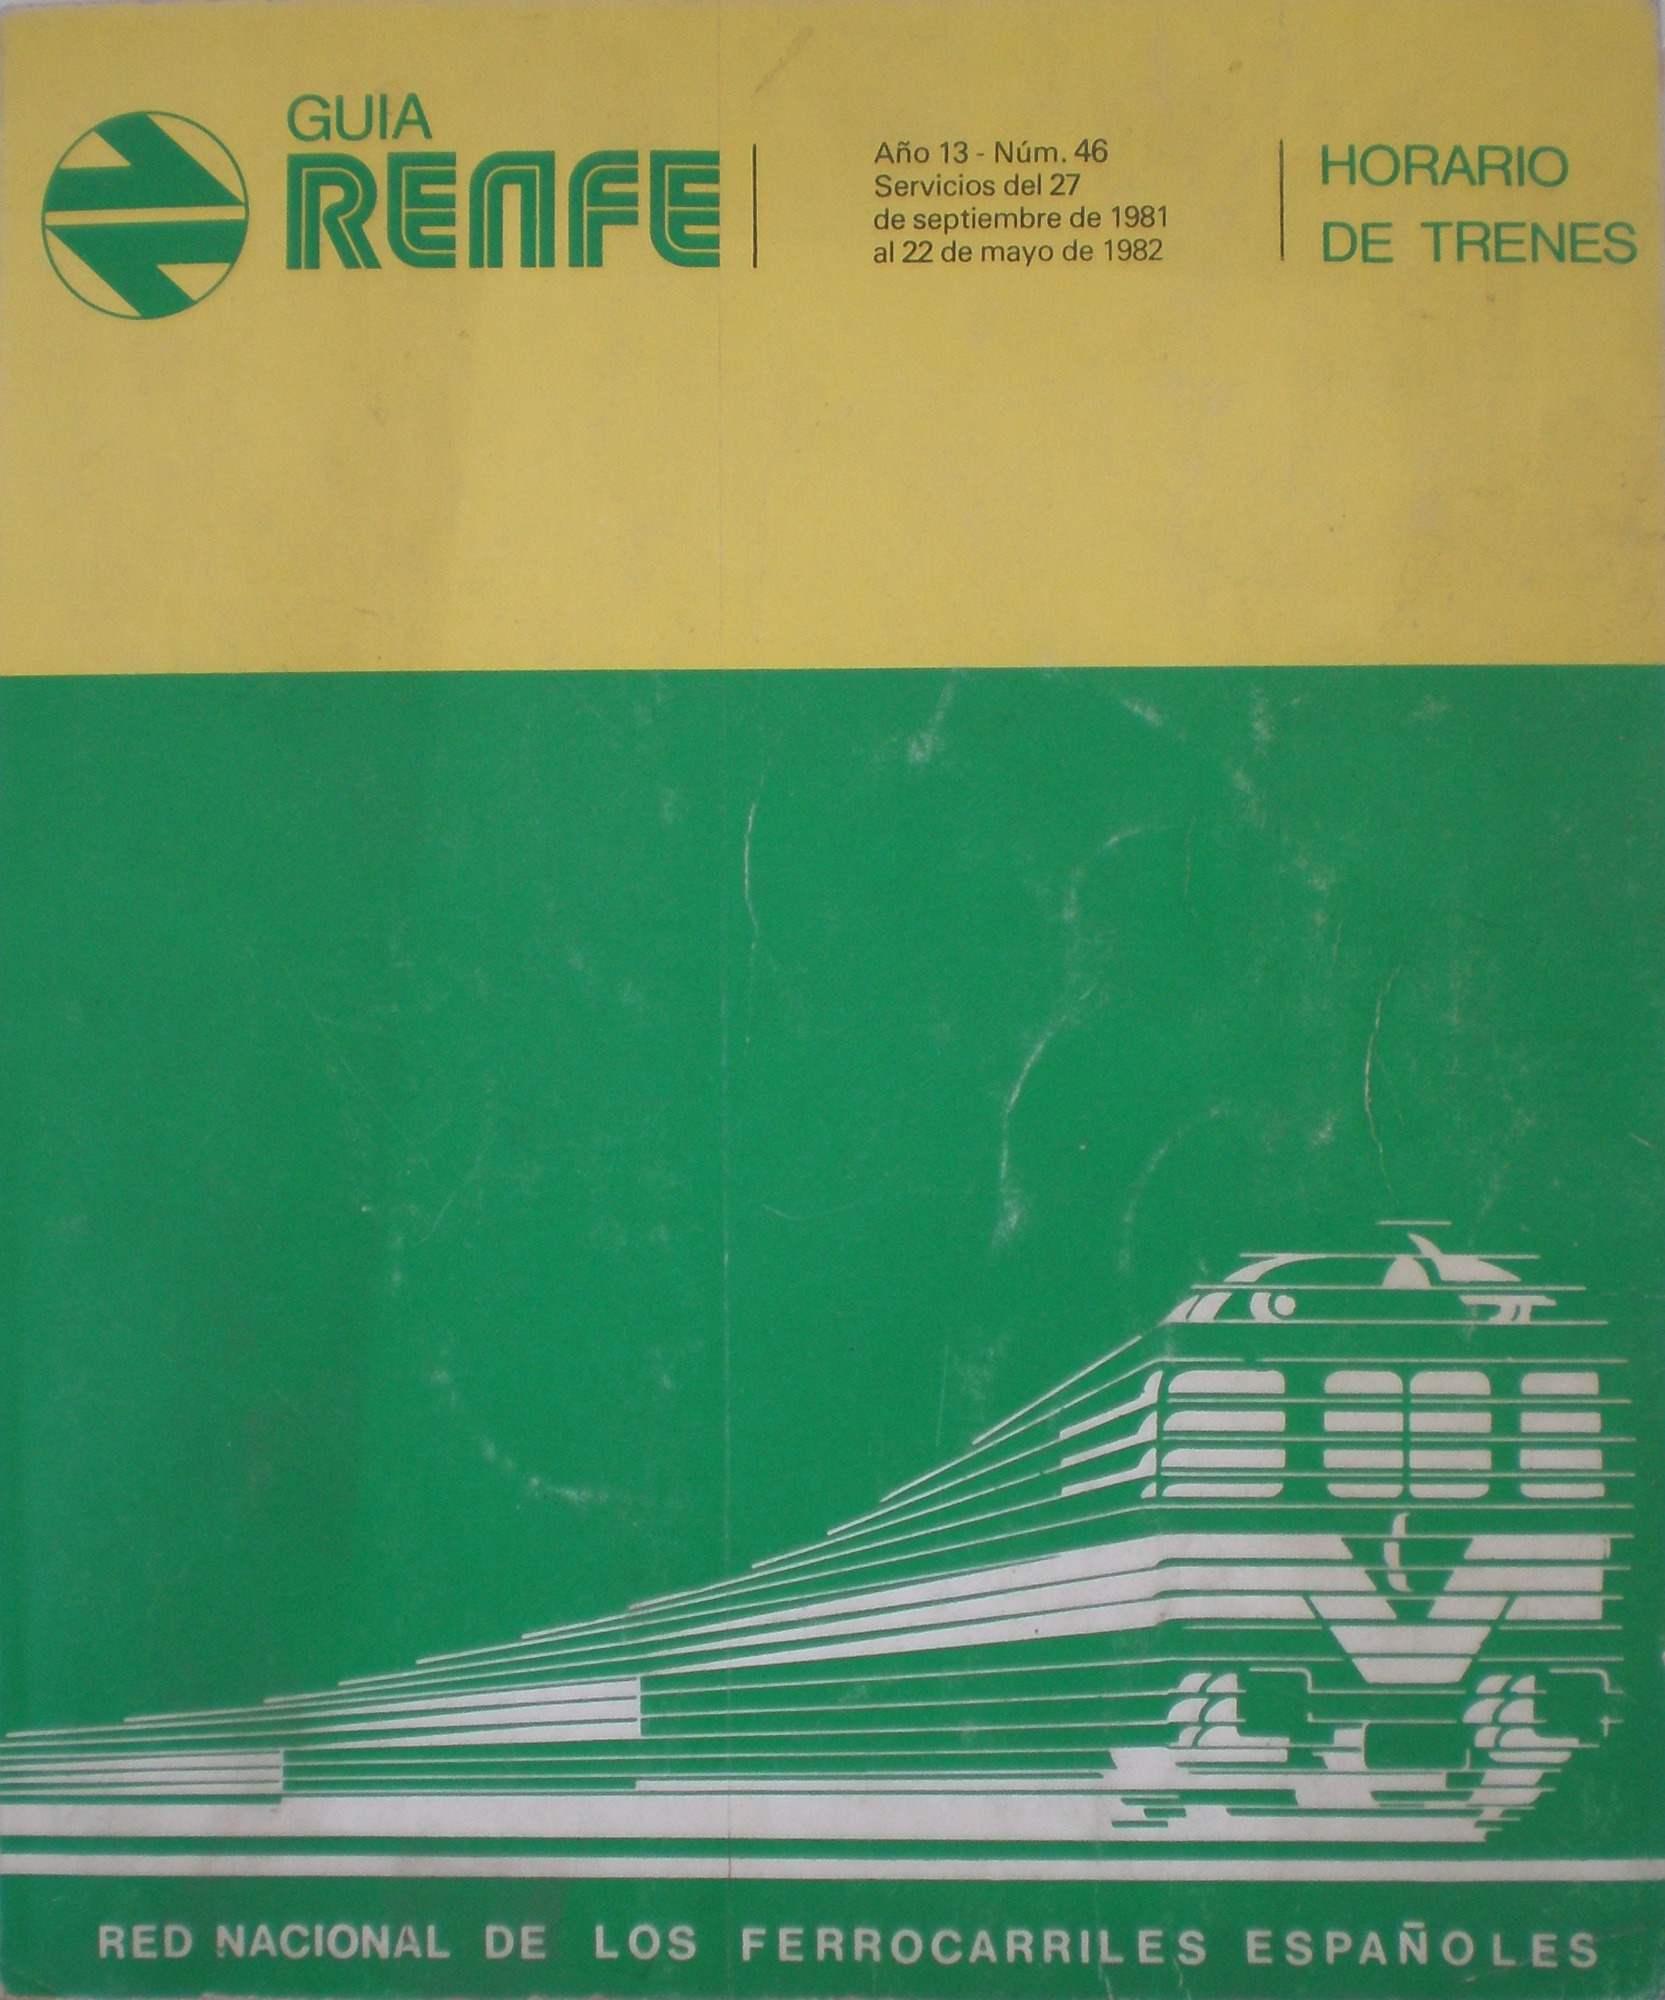 GUIA
RENFE
Año 13 - Núm. 46
Servicios del 27
de septiembre de 1981
al 22 de mayo de 1982
HORARIO
DE TRENES
RED NACIONAL DE LOS FERROCARRILES ESPAÑOLES